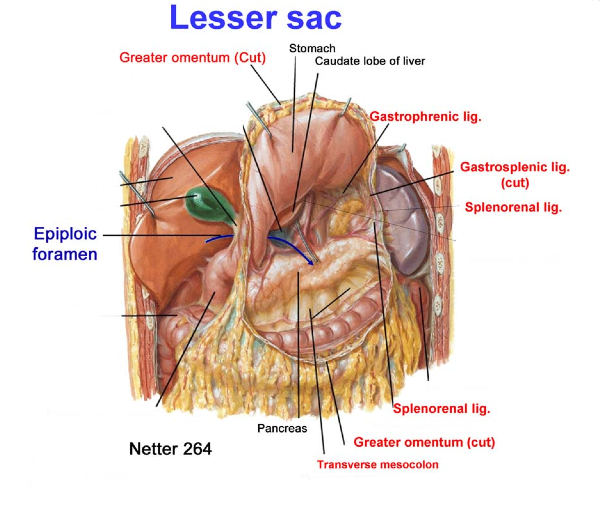 Lesser sac
Greater omentum (Cut)
Stomach
Caudate lobe of liver
Gastrophrenic lig.
Gastrosplenic lig.
(cut)
Splenorenal lig.
Epiploic
foramen
Splenorenal lig.
Pancreas
Greater omentum (cut)
Netter 264
Transverse mesocolon